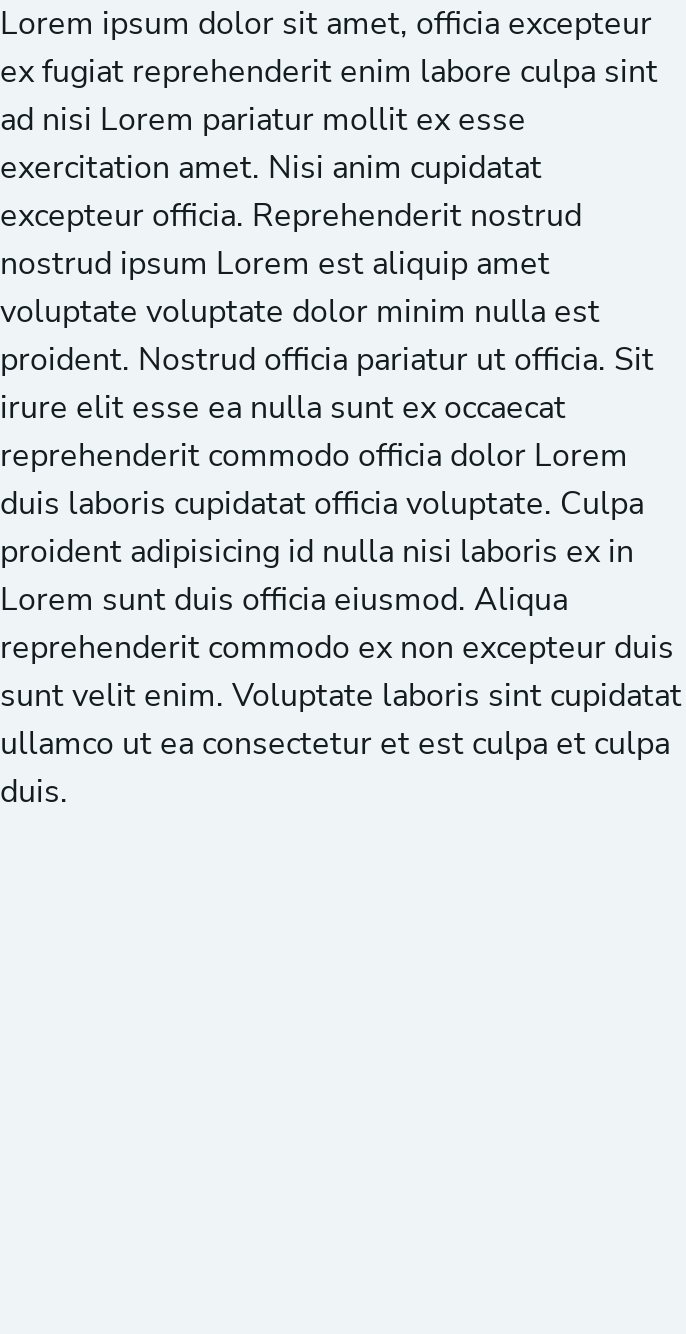 Lorem ipsum dolor sit amet, officia excepteur
ex fugiat reprehenderit enim labore culpa sint
ad nisi Lorem pariatur mollit ex esse
exercitation amet. Nisi anim cupidatat
excepteur officia. Reprehenderit nostrud
nostrud ipsum Lorem est aliquip amet
voluptate voluptate dolor minim nulla est
proident. Nostrud officia pariatur ut officia. Sit
irure elit esse ea nulla sunt ex occaecat
reprehenderit commodo officia dolor Lorem
duis laboris cupidatat officia voluptate. Culpa
proident adipisicing id nulla nisi laboris ex in
Lorem sunt duis officia eiusmod. Aliqua
reprehenderit commodo ex non excepteur duis
sunt velit enim. Voluptate laboris sint cupidatat
ullamco ut ea consectetur et est culpa et culpa
duis.